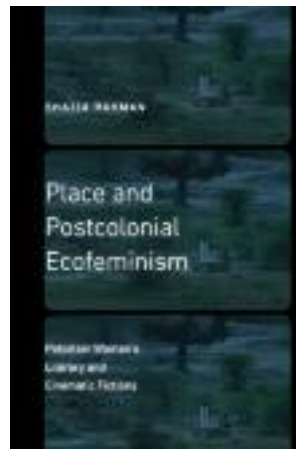 SHAZIA RAHMAN
Place and
Postcolonial
Ecofeminism
Pakistani Women's
Literary and
Cinematic Fictions